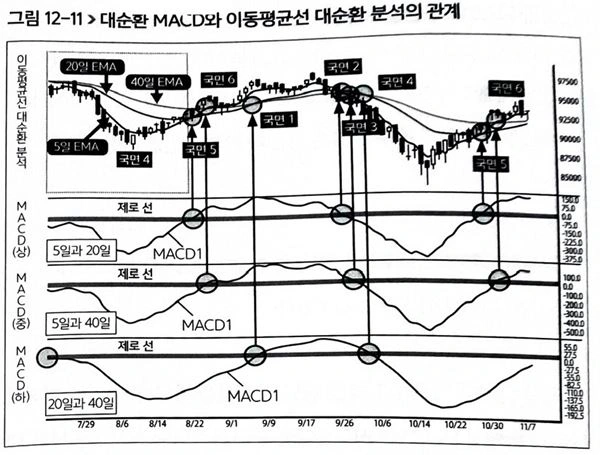 그림 12-11 > 대순환 MACD와 이동평균선 대순환 분석의 관계
이동평균선 대순환 분석
20일 EMA
40일 EMA
5일 EMA
국면 4
국면 5
국면 6
국면 1
국면 2
국면 3
국면 4
국면 5
국면 6
97500
95000
92500
90000
87500
85000
MACD(상)
제로 선
5일과 20일
MACD1
150.0
75.0
0.0
-75.0
-150.0
-225.0
-300.0
-375.0
MACD(중)
제로 선
5일과 40일
MACD1
100.0
0.0
-100.0
-200.0
-300.0
-400.0
-500.0
MACD(하)
제로 선
20일과 40일
MACD1
55.0
27.5
0.0
-27.5
-55.0
-82.5
-110.0
-137.5
-165.0
-192.5
7/29 8/6 8/14 8/22 9/1 9/9 9/17 9/26 10/6 10/14 10/22 10/30 11/7